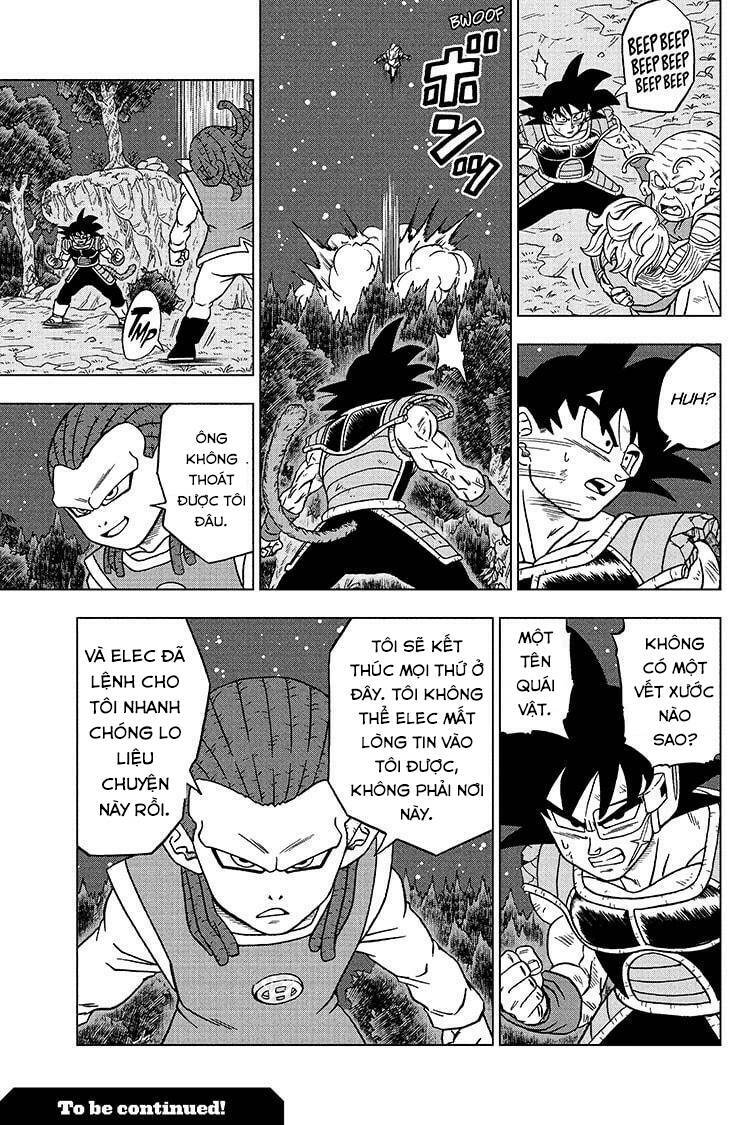 BEEP BEEP
BEEP BEEP
BEEP BEEP
HUH?
BWOOF
ボンッ
TMP
ÔNG
KHÔNG
THOÁT
ĐƯỢC TÔI
ĐÂU.
KHÔNG
CÓ MỘT
VẾT XƯỚC
NÀO
SAO?
MỘT
TÊN
QUÁI
VẬT.
TÔI SẼ KẾT
THÚC MỌI THỨ Ở
ĐÂY. TÔI KHÔNG
THỂ ELEC MẤT
LÒNG TIN VÀO
TÔI ĐƯỢC,
KHÔNG PHẢI NƠI
NÀY.
VÀ ELEC ĐÃ
LỆNH CHO
TÔI NHANH
CHÓNG LO
LIỆU
CHUYỆN
NÀY RỒI.
To be continued!